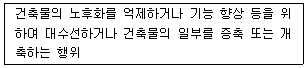 건축물의 노후화를 억제하거나 기능 향상 등을 위
하여 대수선하거나 건축물의 일부를 증축 또는 개
축하는 행위